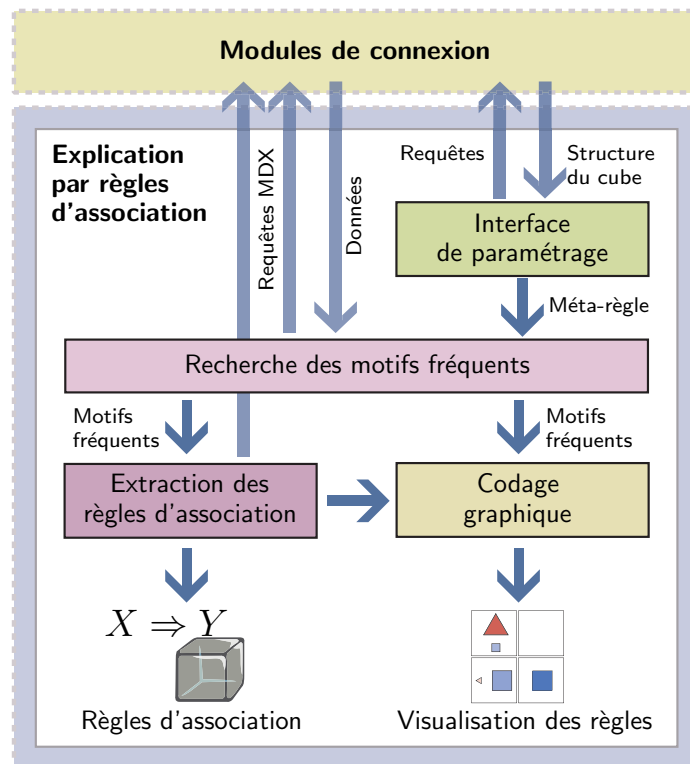 Modules de connexion
Explication
par règles
d'association
Requêtes MDX
Données
Requêtes
Structure
du cube
Interface
de paramétrage
Méta-règle
Recherche des motifs fréquents
Motifs
fréquents
Motifs
fréquents
Extraction des
règles d'association
Codage
graphique
X ⇒ Y
Règles d'association
Visualisation des règles